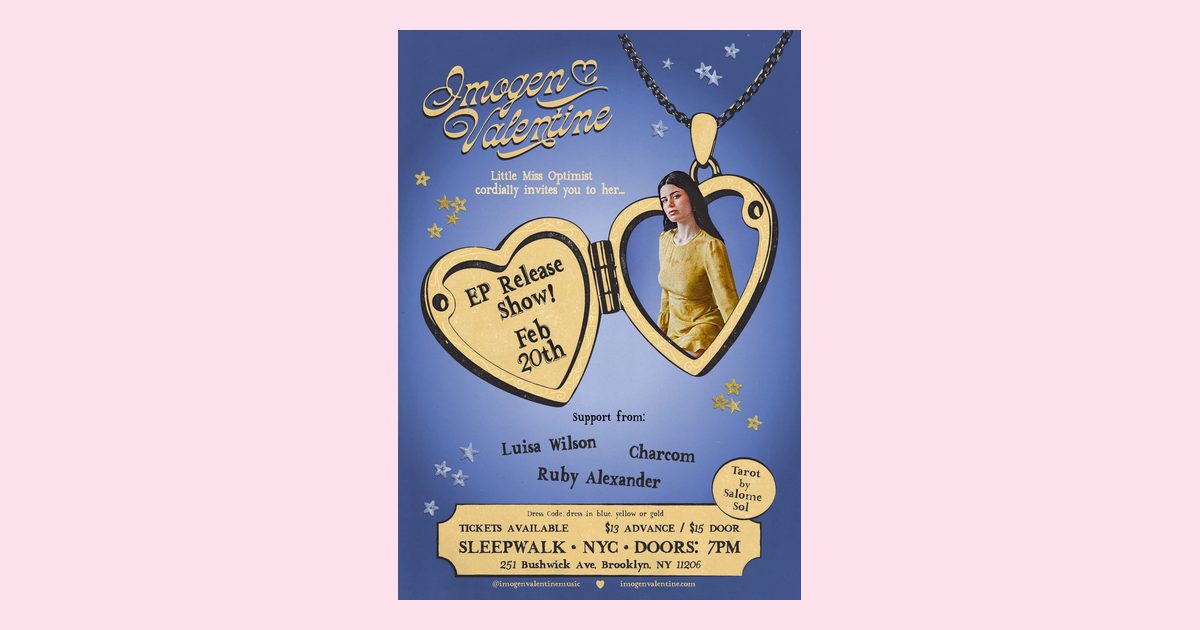 Imogen
Valentine
Little Miss Optimist
cordially invites you to her...
EP Release
Show!
Feb
20th
Support from:
Luisa Wilson
Charcom
Ruby Alexander
Tarot
by
Salome
Sol
Dress Code: dress in blue, yellow or gold
TICKETS AVAILABLE $13 ADVANCE / $15 DOOR
SLEEPWALK • NYC • DOORS: 7PM
251 Bushwick Ave, Brooklyn, NY 11206
@imogenvalentinemusic imogenvalentine.com